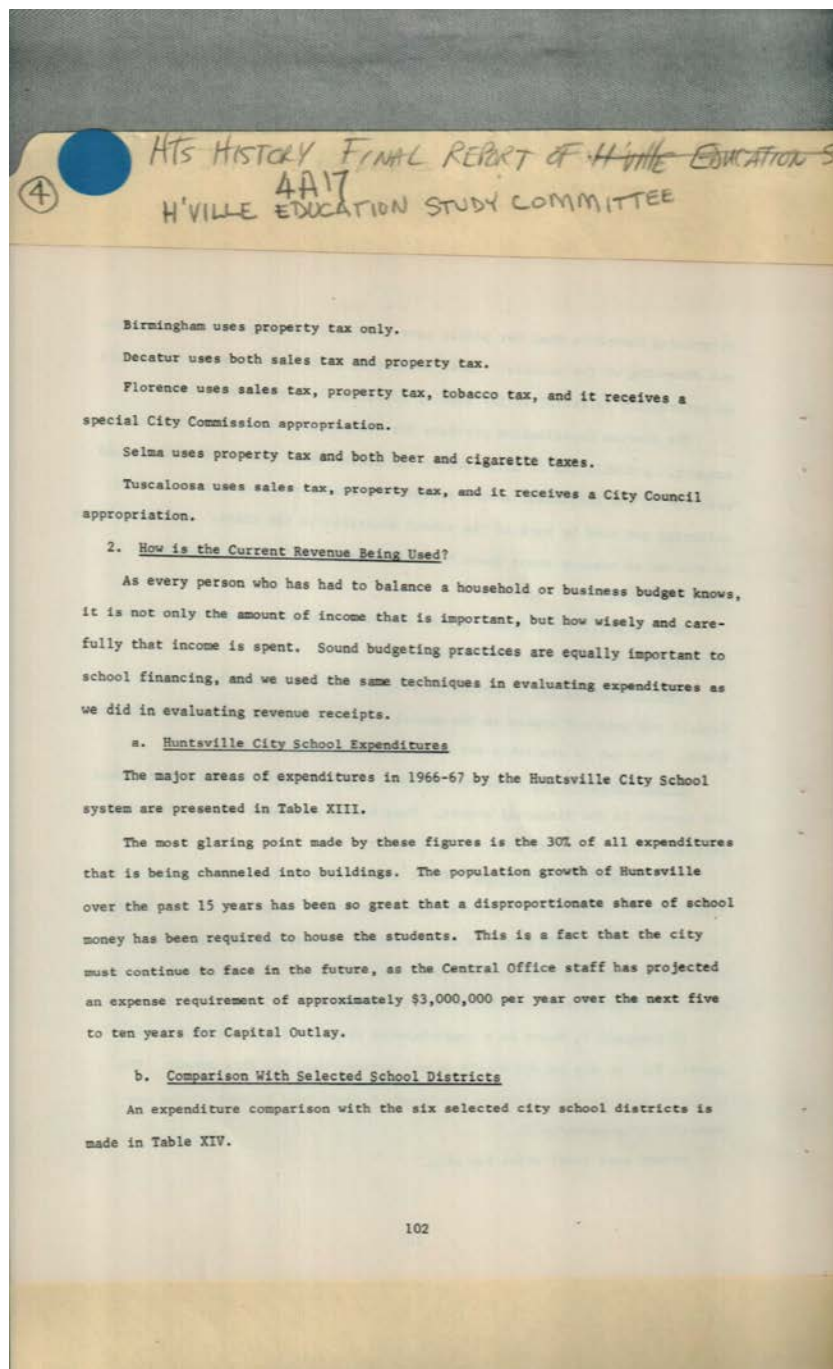 HTS HISTORY FINAL REPORT OF H'ville EDUCATION S
4
4A17
H'VILLE EDUCATION STUDY COMMITTEE
Birmingham uses property tax only.
Decatur uses both sales tax and property tax.
Florence uses sales tax, property tax, tobacco tax, and it receives a
special City Commission appropriation.
Selma uses property tax and both beer and cigarette taxes.
Tuscaloosa uses sales tax, property tax, and it receives a City Council
appropriation.
2. How is the Current Revenue Being Used?
As every person who has had to balance a household or business budget knows,
it is not only the amount of income that is important, but how wisely and care-
fully that income is spent. Sound budgeting practices are equally important to
school financing, and we used the same techniques in evaluating expenditures as
we did in evaluating revenue receipts.
a. Huntsville City School Expenditures
The major areas of expenditures in 1966-67 by the Huntsville City School
system are presented in Table XIII.
The most glaring point made by these figures is the 30% of all expenditures
that is being channeled into buildings. The population growth of Huntsville
over the past 15 years has been so great that a disproportionate share of school
money has been required to house the students. This is a fact that the city
must continue to face in the future, as the Central Office staff has projected
an expense requirement of approximately $3,000,000 per year over the next five
to ten years for Capital Outlay.
b. Comparison With Selected School Districts
An expenditure comparison with the six selected city school districts is
made in Table XIV.
102